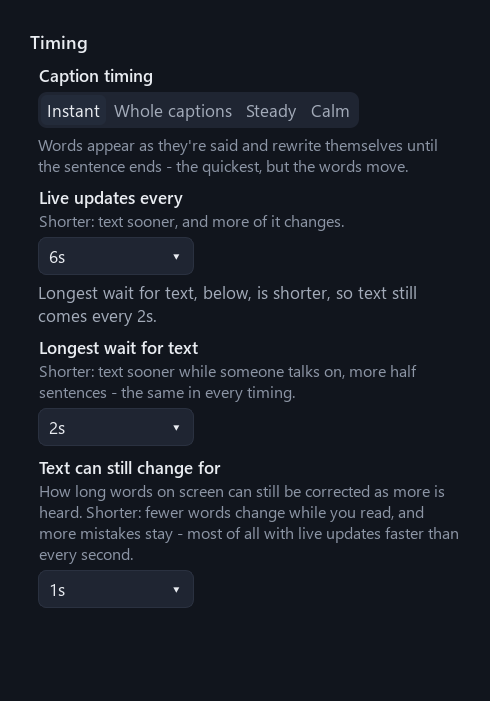 Timing
Caption timing
Instant Whole captions Steady Calm
Words appear as they're said and rewrite themselves until
the sentence ends - the quickest, but the words move.
Live updates every
Shorter: text sooner, and more of it changes.
6s
Longest wait for text, below, is shorter, so text still
comes every 2s.
Longest wait for text
Shorter: text sooner while someone talks on, more half
sentences - the same in every timing.
2s
Text can still change for
How long words on screen can still be corrected as more is
heard. Shorter: fewer words change while you read, and
more mistakes stay - most of all with live updates faster than
every second.
1s